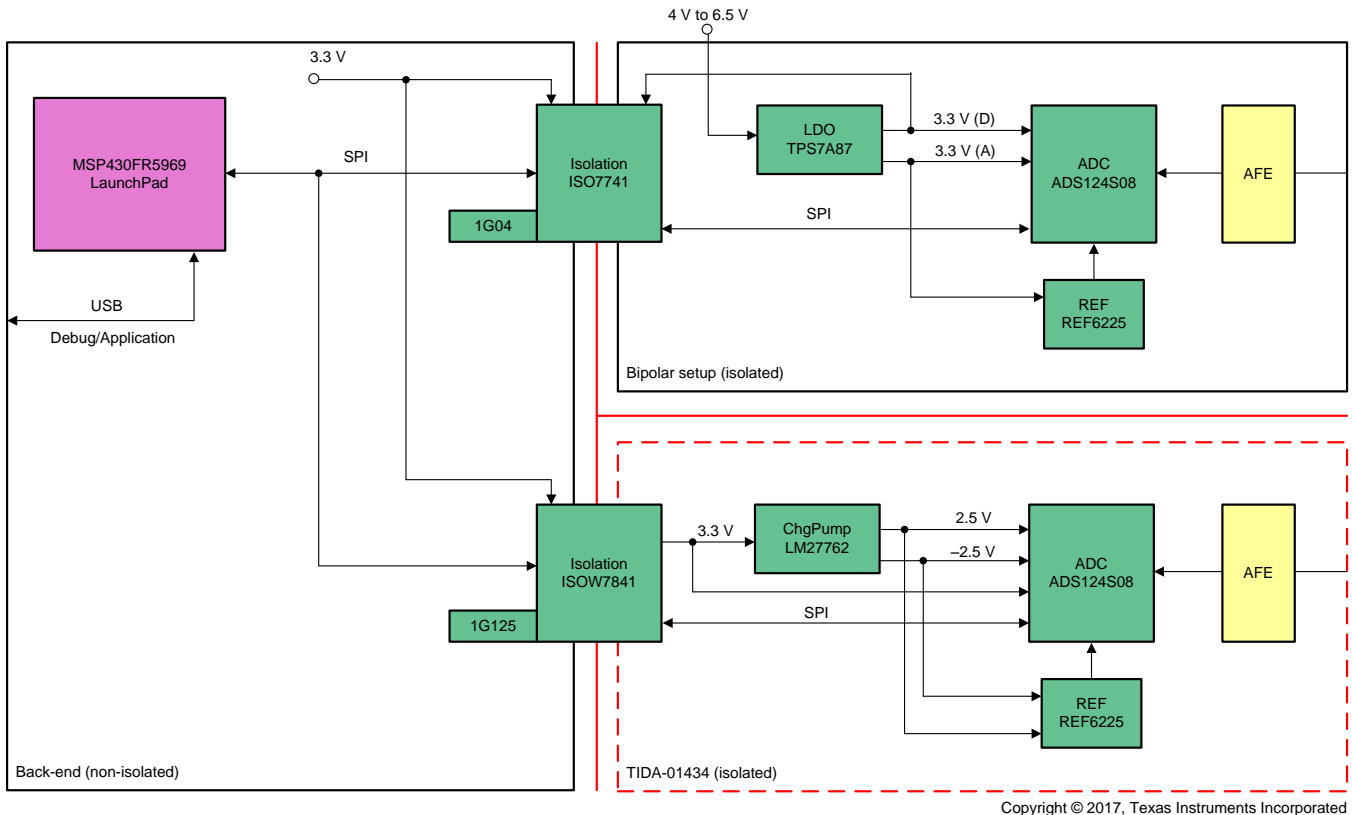 4 V to 6.5 V
3.3 V
MSP430FR5969
LaunchPad
SPI
USB
Debug/Application
Isolation
ISO7741
1G04
LDO
TPS7A87
3.3 V (D)
3.3 V (A)
SPI
ADC
ADS124S08
AFE
REF
REF6225
Bipolar setup (isolated)
Isolation
ISOW7841
1G125
3.3 V
ChgPump
LM27762
2.5 V
–2.5 V
SPI
ADC
ADS124S08
AFE
REF
REF6225
Back-end (non-isolated)
TIDA-01434 (isolated)
Copyright © 2017, Texas Instruments Incorporated